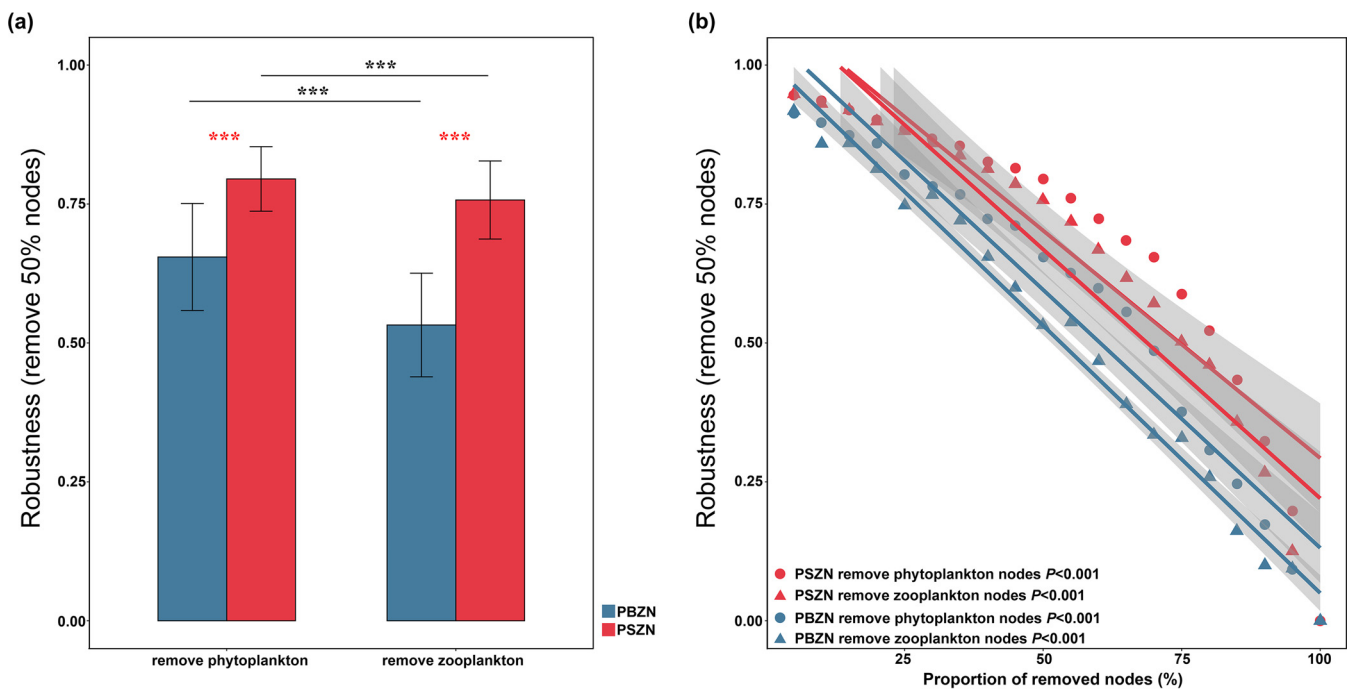 (a)
Robustness (remove 50% nodes)
1.00
0.75
0.50
0.25
0.00
***
***
***
***
remove phytoplankton
remove zooplankton
PBZN
PSZN
(b)
Robustness (remove 50% nodes)
1.00
0.75
0.50
0.25
0.00
PSZN remove phytoplankton nodes P<0.001
PSZN remove zooplankton nodes P<0.001
PBZN remove phytoplankton nodes P<0.001
PBZN remove zooplankton nodes P<0.001
25
50
75
100
Proportion of removed nodes (%)